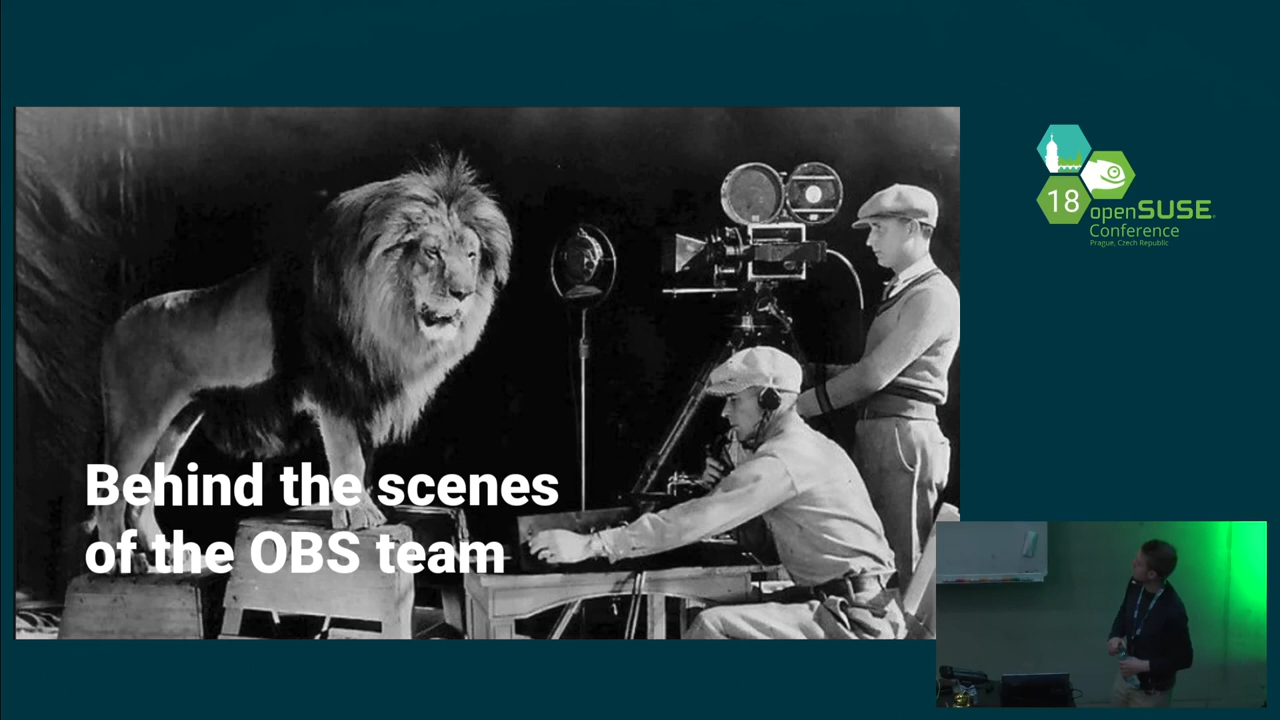 Behind the scenes
of the OBS team
18
openSUSE
Conference
Prague, Czech Republic